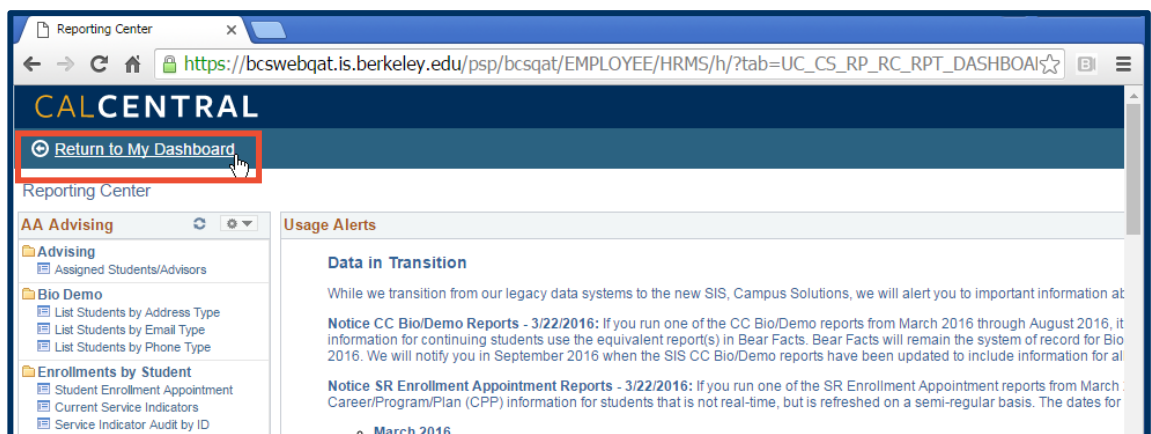 Reporting Center
https://bcswebqat.is.berkeley.edu/psp/bcsqat/EMPLOYEE/HRMS/h/?tab=UC_CS_RP_RC_RPT_DASHBOA
CALCENTRAL
Return to My Dashboard
Reporting Center
AA Advising
Advising
Assigned Students/Advisors
Bio Demo
List Students by Address Type
List Students by Email Type
List Students by Phone Type
Enrollments by Student
Student Enrollment Appointment
Current Service Indicators
Service Indicator Audit by ID
Usage Alerts
Data in Transition
While we transition from our legacy data systems to the new SIS, Campus Solutions, we will alert you to important information
Notice CC Bio/Demo Reports - 3/22/2016: If you run one of the CC Bio/Demo reports from March 2016 through August 2016, it
information for continuing students use the equivalent report(s) in Bear Facts. Bear Facts will remain the system of record for Bio
2016. We will notify you in September 2016 when the SIS CC Bio/Demo reports have been updated to include information for al
Notice SR Enrollment Appointment Reports - 3/22/2016: If you run one of the SR Enrollment Appointment reports from March
Career/Program/Plan (CPP) information for students that is not real-time, but is refreshed on a semi-regular basis. The dates for
March 2016